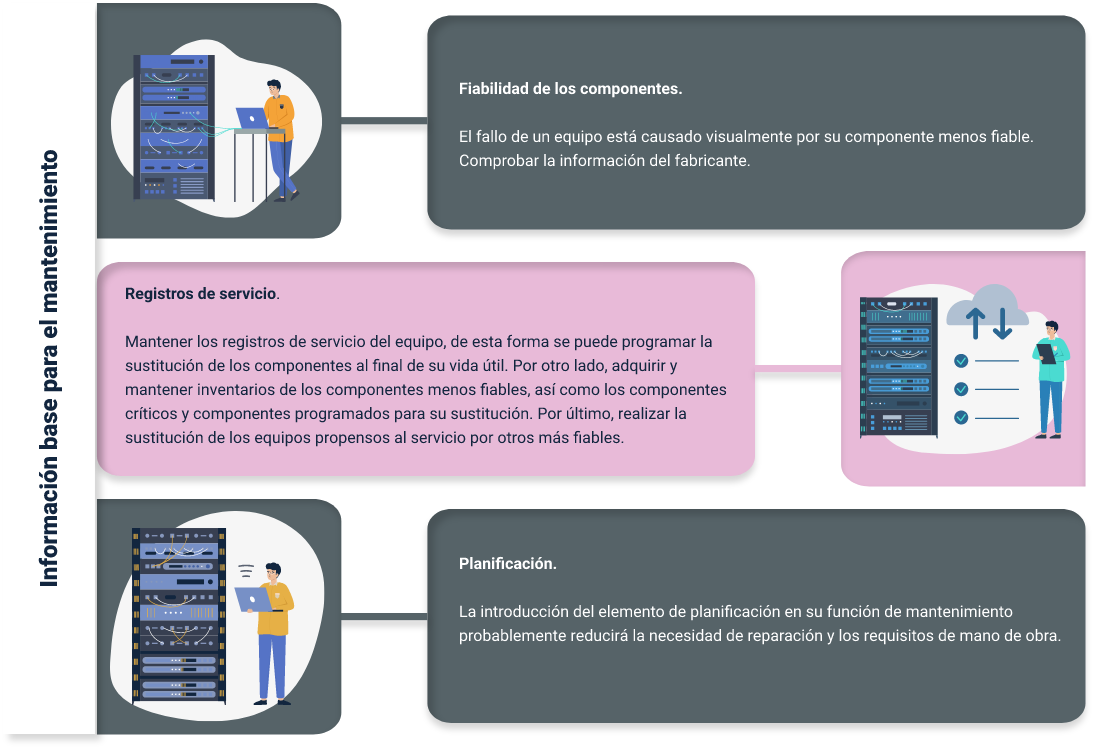 Información base para el mantenimiento
Fiabilidad de los componentes.
El fallo de un equipo está causado visualmente por su componente menos fiable.
Comprobar la información del fabricante.
Registros de servicio.
Mantener los registros de servicio del equipo, de esta forma se puede programar la
sustitución de los componentes al final de su vida útil. Por otro lado, adquirir y
mantener inventarios de los componentes menos fiables, así como los componentes
críticos y componentes programados para su sustitución. Por último, realizar la
sustitución de los equipos propensos al servicio por otros más fiables.
Planificación.
La introducción del elemento de planificación en su función de mantenimiento
probablemente reducirá la necesidad de reparación y los requisitos de mano de obra.